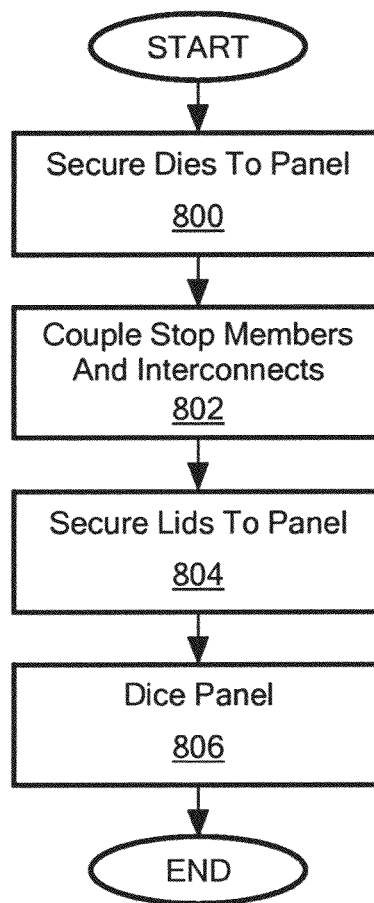 START
Secure Dies To Panel
800
Couple Stop Members
And Interconnects
802
Secure Lids To Panel
804
Dice Panel
806
END